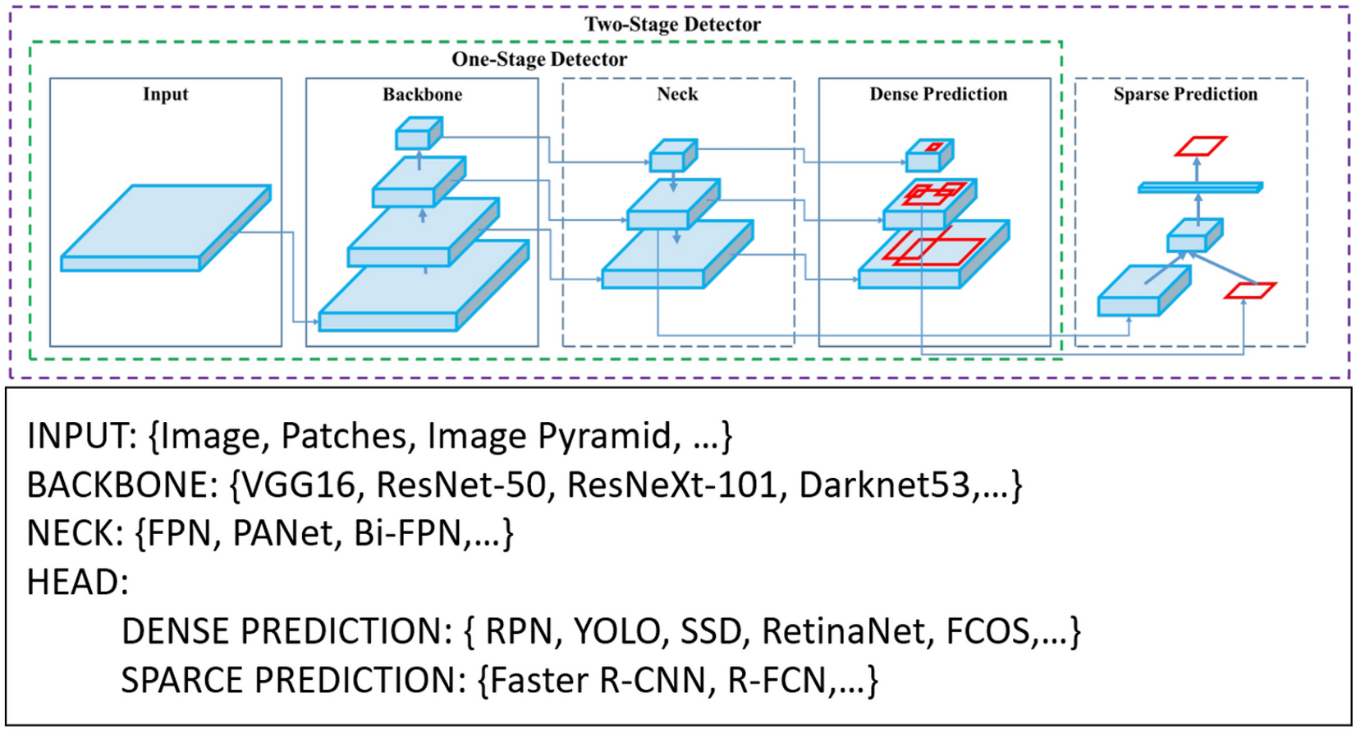 Two-Stage Detector
One-Stage Detector
Input
Backbone
Neck
Dense Prediction
Sparse Prediction
INPUT: {Image, Patches, Image Pyramid, ...}
BACKBONE: {VGG16, ResNet-50, ResNeXt-101, Darknet53,...}
NECK: {FPN, PANet, Bi-FPN,...}
HEAD:
DENSE PREDICTION: { RPN, YOLO, SSD, RetinaNet, FCOS,...}
SPARCE PREDICTION: {Faster R-CNN, R-FCN,...}